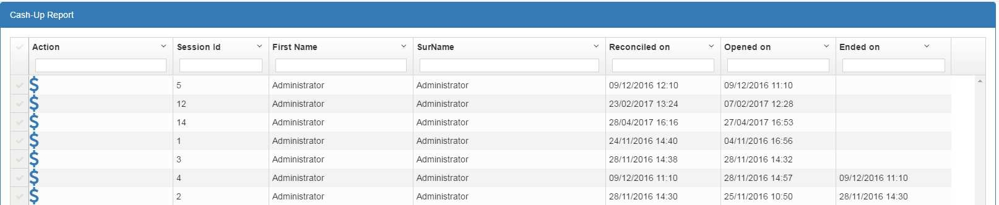 Cash-Up Report
Action Session Id First Name SurName Reconciled on Opened on Ended on
$ 5 Administrator Administrator 09/12/2016 12:10 09/12/2016 11:10
$ 12 Administrator Administrator 23/02/2017 13:24 07/02/2017 12:28
$ 14 Administrator Administrator 28/04/2017 16:16 27/04/2017 16:53
$ 1 Administrator Administrator 24/11/2016 14:40 04/11/2016 16:56
$ 3 Administrator Administrator 28/11/2016 14:38 28/11/2016 14:32
$ 4 Administrator Administrator 09/12/2016 11:10 28/11/2016 14:57 09/12/2016 11:10
$ 2 Administrator Administrator 28/11/2016 14:30 25/11/2016 10:50 28/11/2016 14:30